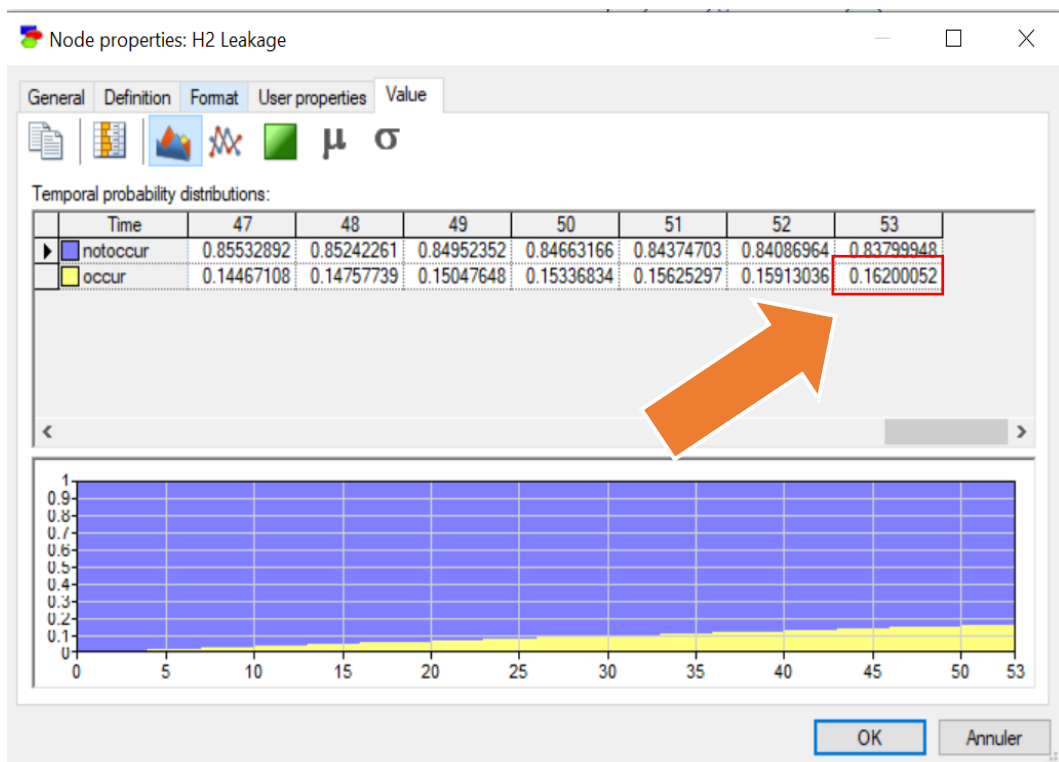 Node properties: H2 Leakage
General Definition Format User properties Value
μ σ
Temporal probability distributions:
Time 47 48 49 50 51 52 53
notoccur 0.85532892 0.85242261 0.84952352 0.84663166 0.84374703 0.84086964 0.83799948
occur 0.14467108 0.14757739 0.15047648 0.15336834 0.15625297 0.15913036 0.16200052
1
0.9
0.8
0.7
0.6
0.5
0.4
0.3
0.2
0.1
0
0 5 10 15 20 25 30 35 40 45 50 53
OK Annuler